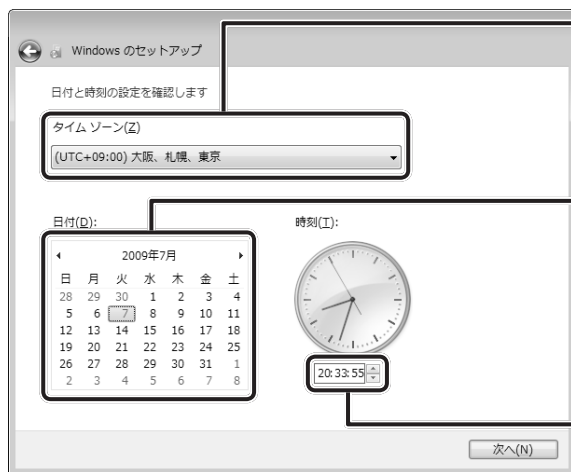 Windows のセットアップ
日付と時刻の設定を確認します
タイム ゾーン(Z)
(UTC+09:00) 大阪、札幌、東京
日付(D):
時刻(T):
2009年7月
日 月 火 水 木 金 土
28 29 30 1 2 3 4
5 6 7 8 9 10 11
12 13 14 15 16 17 18
19 20 21 22 23 24 25
26 27 28 29 30 31 1
2 3 4 5 6 7 8
20:33:55
次へ(N)